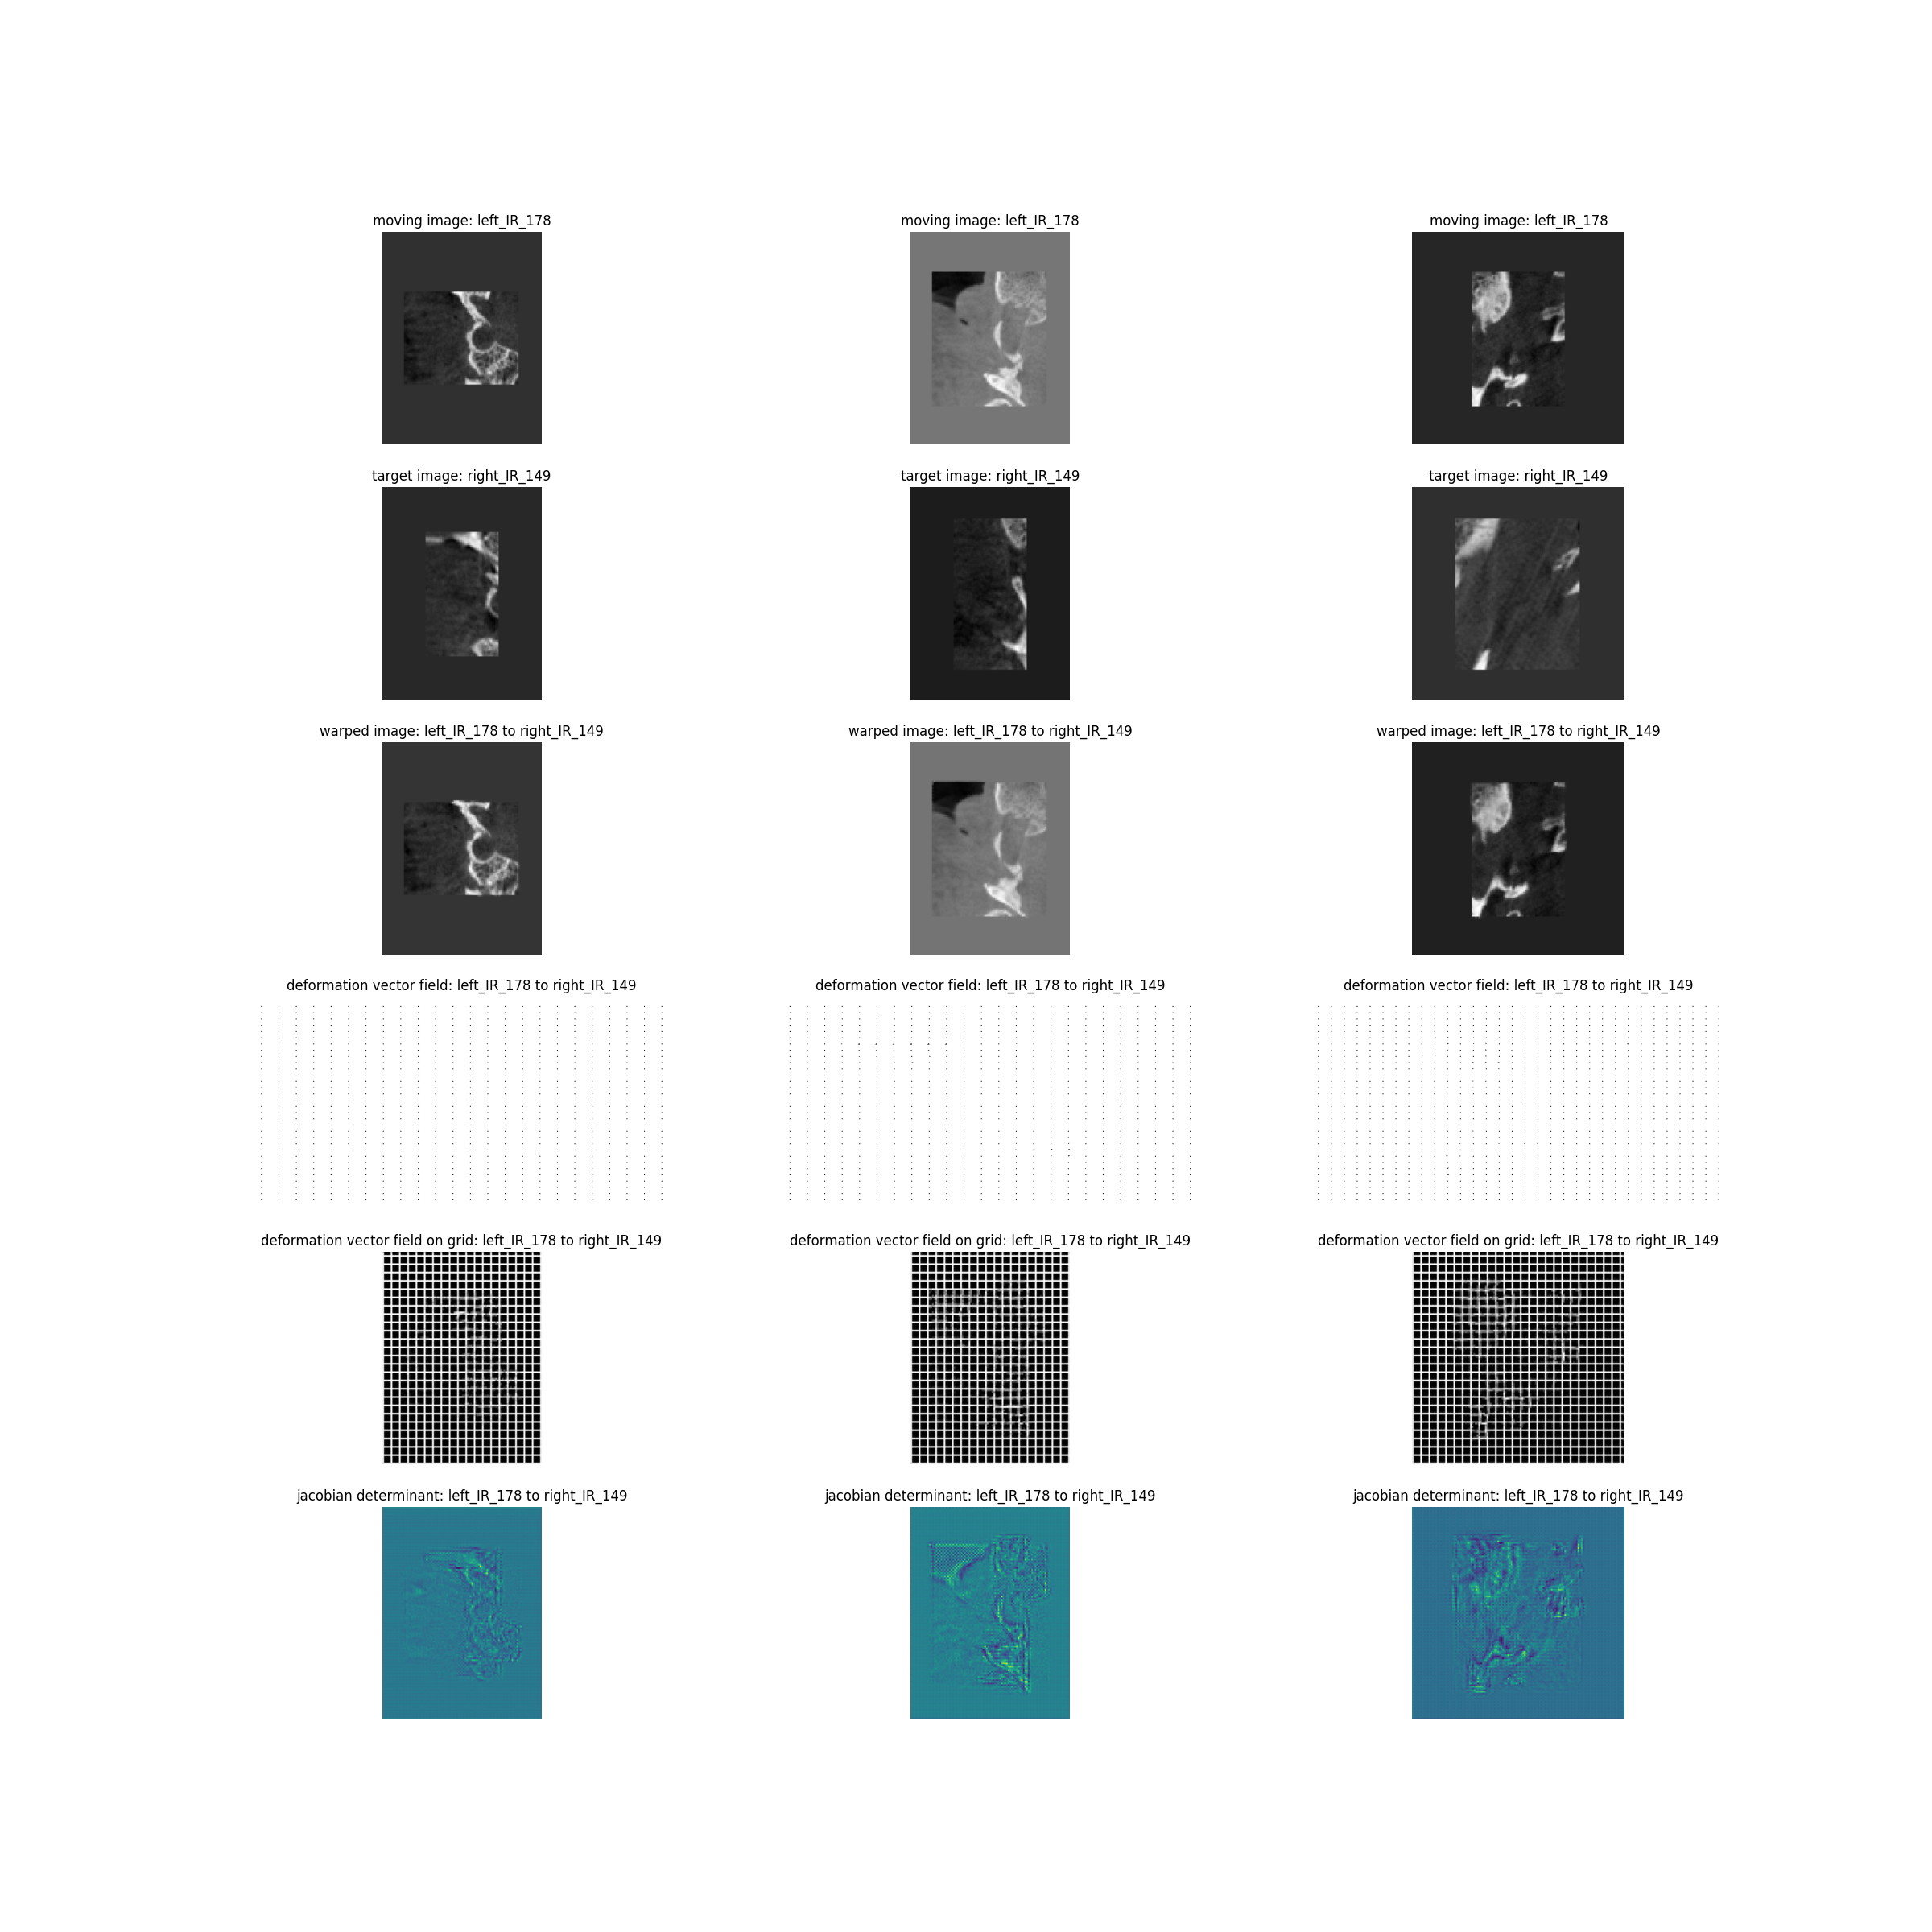 moving image: left_IR_178
moving image: left_IR_178
moving image: left_IR_178
target image: right_IR_149
target image: right_IR_149
target image: right_IR_149
warped image: left_IR_178 to right_IR_149
warped image: left_IR_178 to right_IR_149
warped image: left_IR_178 to right_IR_149
deformation vector field: left_IR_178 to right_IR_149
deformation vector field: left_IR_178 to right_IR_149
deformation vector field: left_IR_178 to right_IR_149
deformation vector field on grid: left_IR_178 to right_IR_149
deformation vector field on grid: left_IR_178 to right_IR_149
deformation vector field on grid: left_IR_178 to right_IR_149
jacobian determinant: left_IR_178 to right_IR_149
jacobian determinant: left_IR_178 to right_IR_149
jacobian determinant: left_IR_178 to right_IR_149